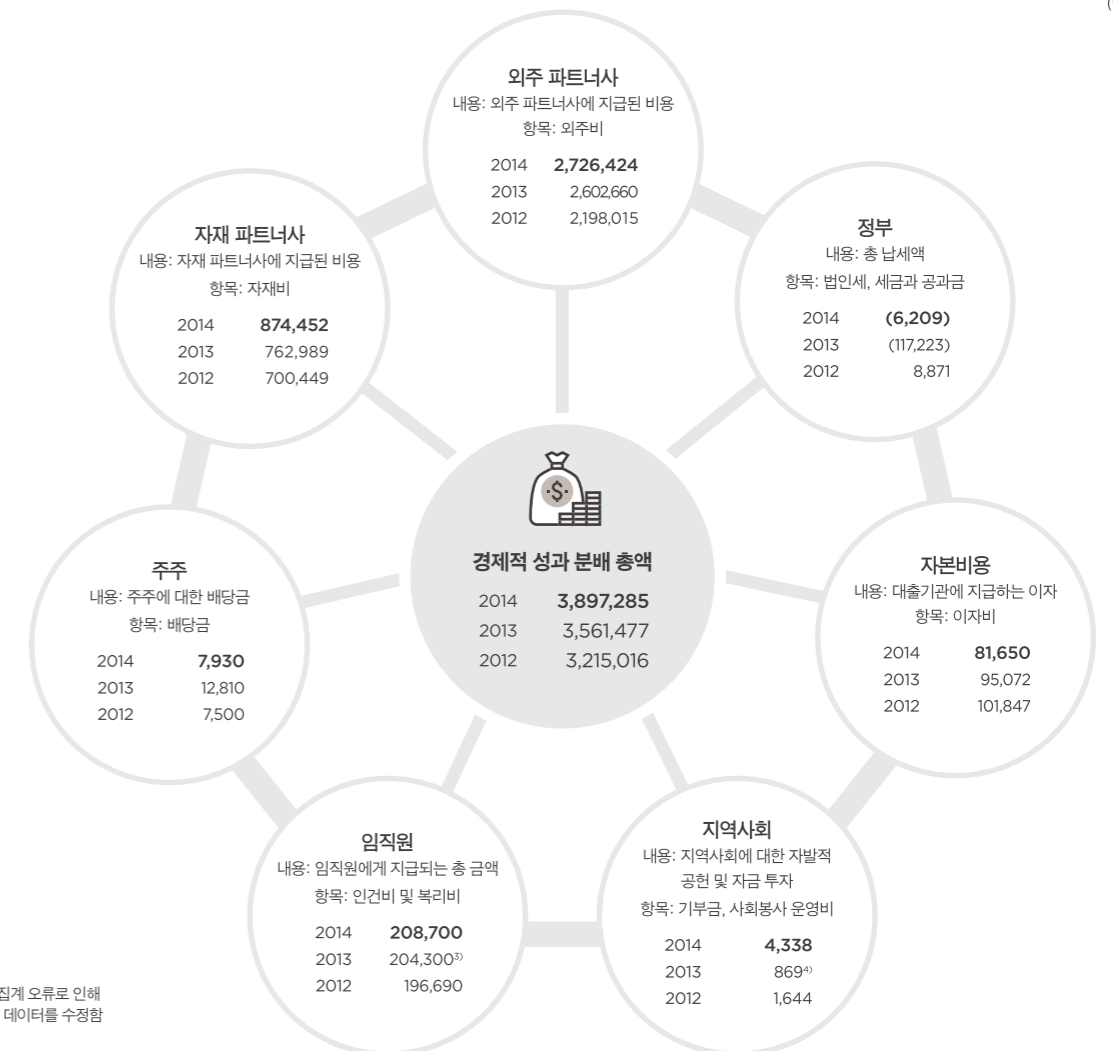 (
외주 파트너사
내용: 외주 파트너사에 지급된 비용
항목: 외주비
2014 2,726,424
2013 2,602,660
2012 2,198,015
자재 파트너사
내용: 자재 파트너사에 지급된 비용
항목: 자재비
2014 874,452
2013 762,989
2012 700,449
정부
내용: 총 납세액
항목: 법인세, 세금과 공과금
2014 (6,209)
2013 (117,223)
2012 8,871
경제적 성과 분배 총액
2014 3,897,285
2013 3,561,477
2012 3,215,016
주주
내용: 주주에 대한 배당금
항목: 배당금
2014 7,930
2013 12,810
2012 7,500
자본비용
내용: 대출기관에 지급하는 이자
항목: 이자비
2014 81,650
2013 95,072
2012 101,847
임직원
내용: 임직원에게 지급되는 총 금액
항목: 인건비 및 복리비
2014 208,700
2013 204,300³⁾
2012 196,690
지역사회
내용: 지역사회에 대한 자발적
공헌 및 자금 투자
항목: 기부금, 사회봉사 운영비
2014 4,338
2013 869⁴⁾
2012 1,644
집계 오류로 인해
데이터를 수정함